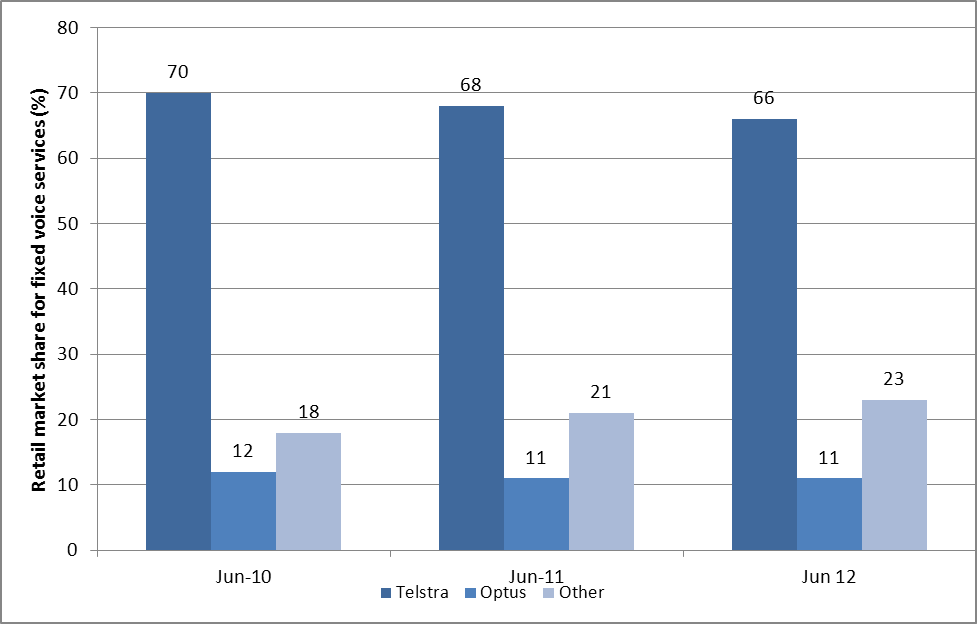 Retail market share for fixed voice services (%)
80
70
60
50
40
30
20
10
0
70
12
18
68
11
21
66
11
23
Jun-10
Jun-11
Jun 12
Telstra
Optus
Other